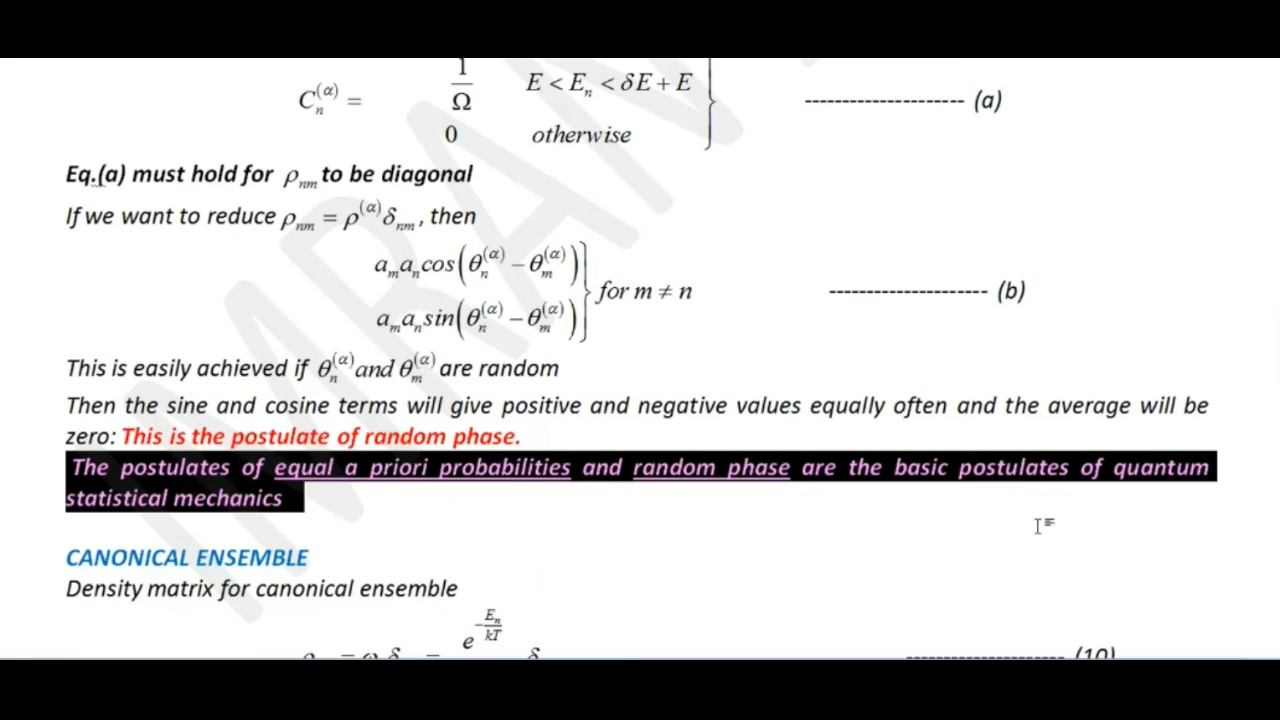 1
C_n^(α) = Ω E < E_n < δE + E -------------------- (a)
0 otherwise
Eq.(a) must hold for ρ_nm to be diagonal
If we want to reduce ρ_nm = ρ^(α) δ_nm, then
a_m a_n cos(θ_n^(α) − θ_m^(α))
for m ≠ n -------------------- (b)
a_m a_n sin(θ_n^(α) − θ_m^(α))
This is easily achieved if θ_n^(α) and θ_m^(α) are random
Then the sine and cosine terms will give positive and negative values equally often and the average will be
zero: This is the postulate of random phase.
The postulates of equal a priori probabilities and random phase are the basic postulates of quantum
statistical mechanics
CANONICAL ENSEMBLE
Density matrix for canonical ensemble
e^(−E_n/kT)
-------------------- (10)
IMRAN